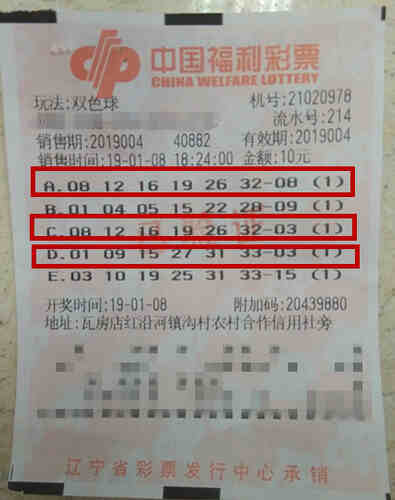 中国福利彩票
CHINA WELFARE LOTTERY
玩法:双色球 机号:21020978
流水号:214
销售期:2019004 40882 有效期:2019004
销售时间:19-01-08 18:24:00 金额:10元
A.08 12 16 19 26 32-08 (1)
B.01 04 05 15 22 28-09 (1)
C.08 12 16 19 26 32-03 (1)
D.01 09 15 27 31 33-03 (1)
E.03 10 19 25 31 33-15 (1)
开奖时间:19-01-08 附加码:20439880
地址:瓦房店红沿河镇沟村农村合作信用社旁
辽宁省彩票发行中心承销